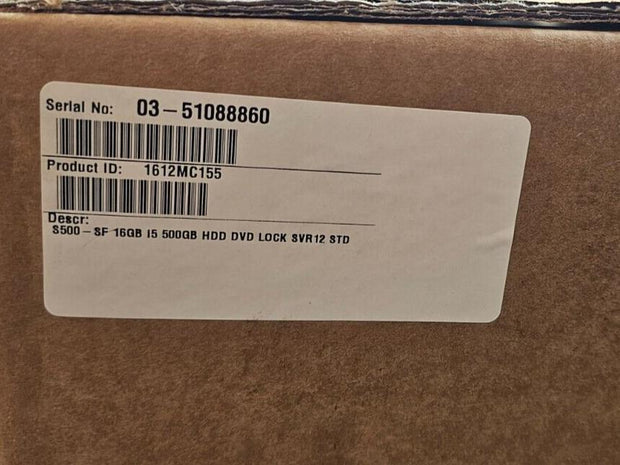 Serial No: 03-51088860
Product ID: 1612MC155
Descr:
S500 - SF 16GB I5 500GB HDD DVD LOCK SVR12 STD